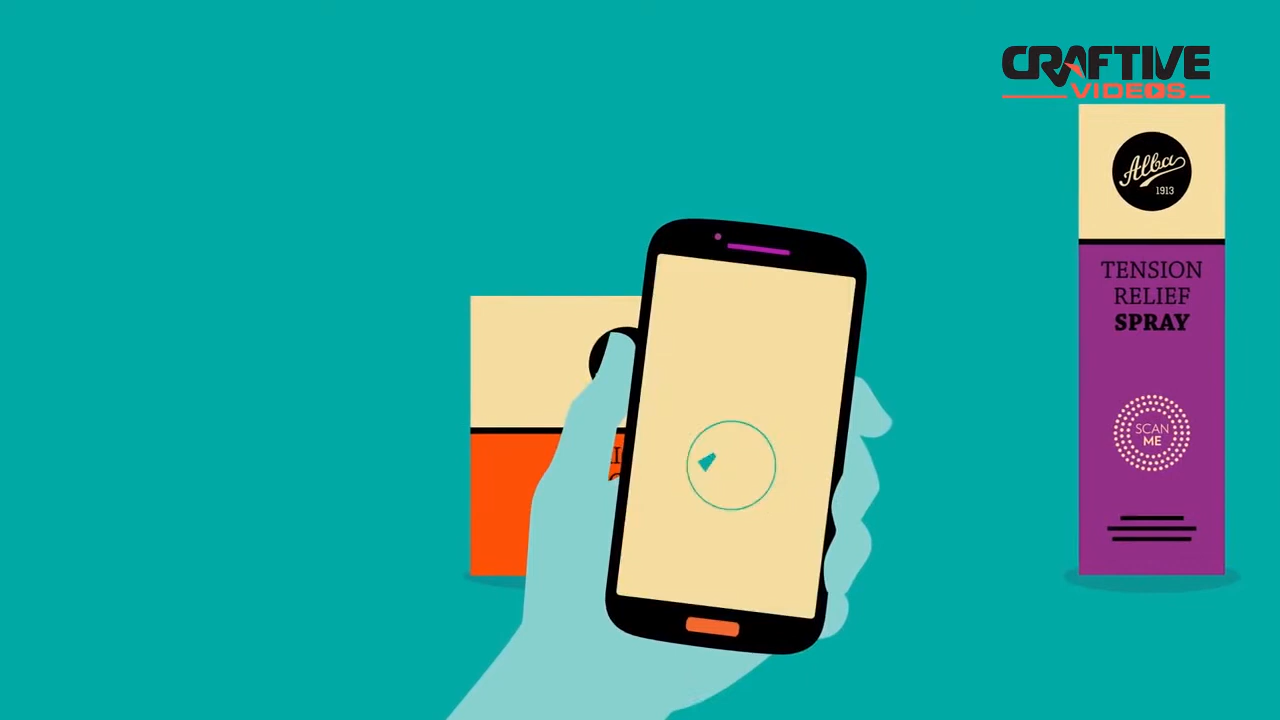 CRAFTIVE
VIDEOS
Alba
1913
TENSION
RELIEF
SPRAY
SCAN
ME